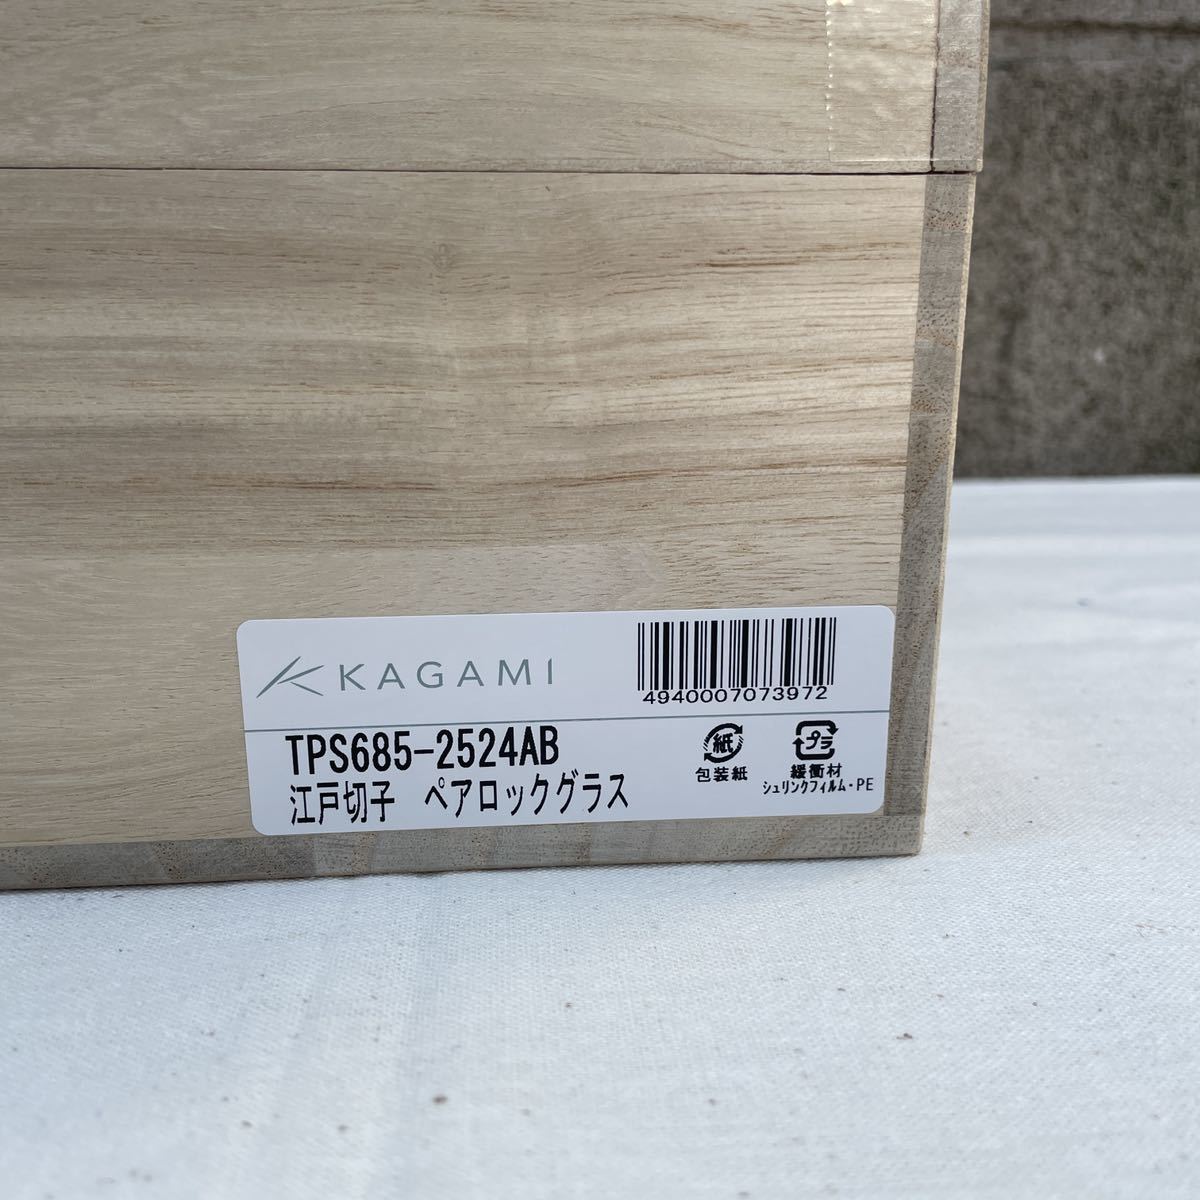 KAGAMI
4940007073972
TPS685-2524AB
江戸切子 ペアロックグラス
紙
包装紙
プラ
緩衝材
シュリンクフィルム・PE